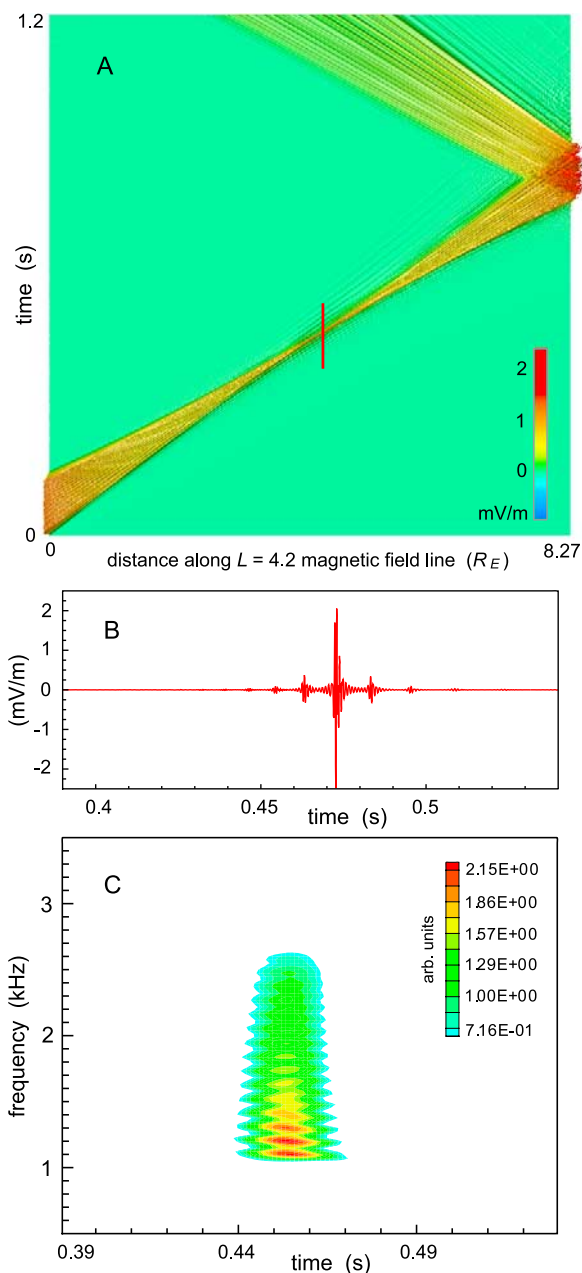 1.2
A
time (s)
2
1
0
mV/m
0
0
8.27
distance along L = 4.2 magnetic field line (R_E)
B
2
1
0
-1
-2
(mV/m)
0.4
0.45
0.5
time (s)
C
3
2
1
frequency (kHz)
arb. units
2.15E+00
1.86E+00
1.57E+00
1.29E+00
1.00E+00
7.16E-01
0.39
0.44
0.49
time (s)